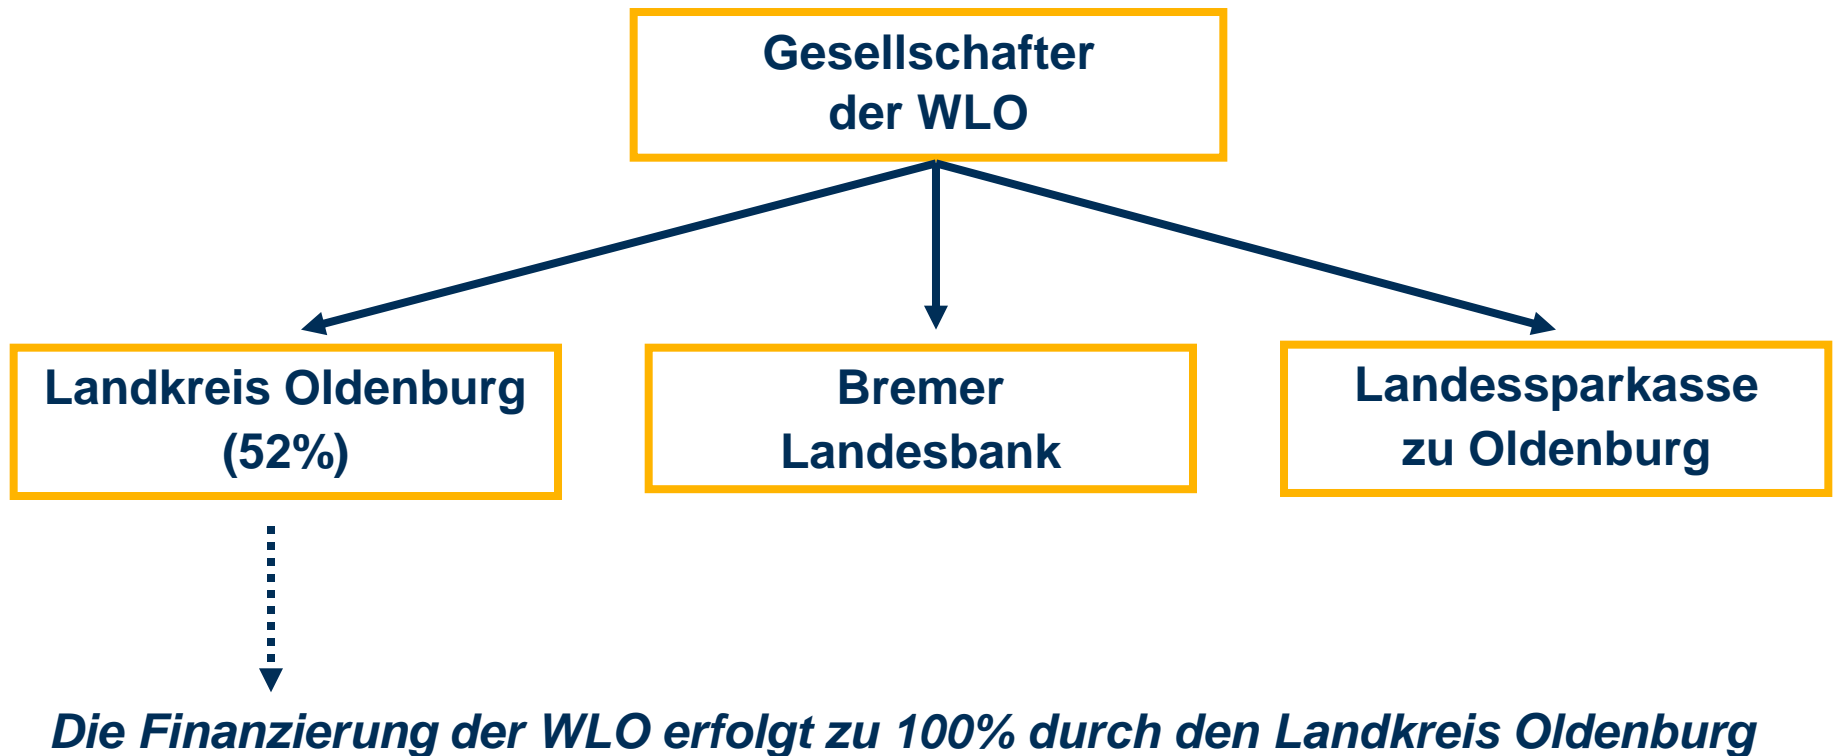 Gesellschafter
der WLO
Landkreis Oldenburg
(52%)
Bremer
Landesbank
Landessparkasse
zu Oldenburg
Die Finanzierung der WLO erfolgt zu 100% durch den Landkreis Oldenburg